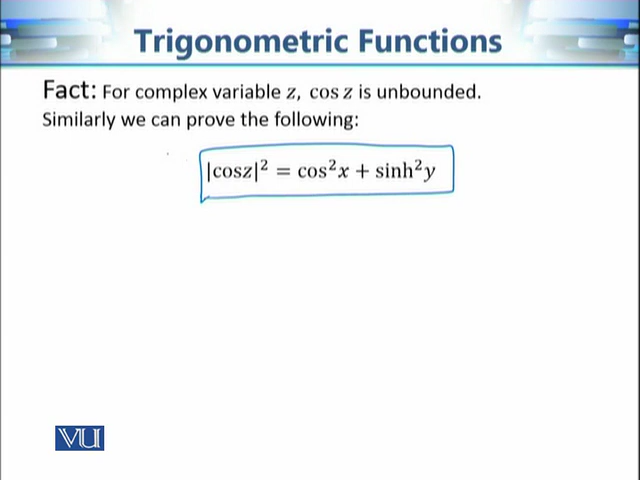 Trigonometric Functions
Fact: For complex variable z, cos z is unbounded.
Similarly we can prove the following:
|cosz|² = cos²x + sinh²y
VU